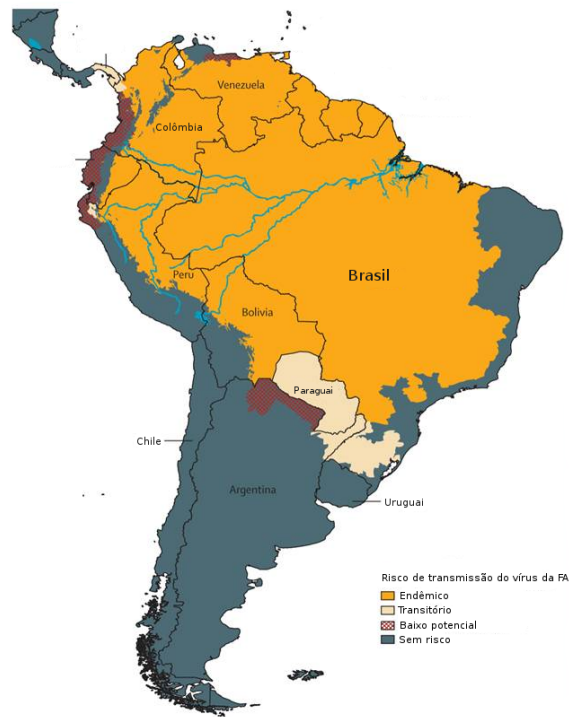 Venezuela
Colômbia
Brasil
Peru
Bolivia
Paraguai
Chile
Argentina
Uruguai
Risco de transmissão do vírus da FA
Endêmico
Transitório
Baixo potencial
Sem risco